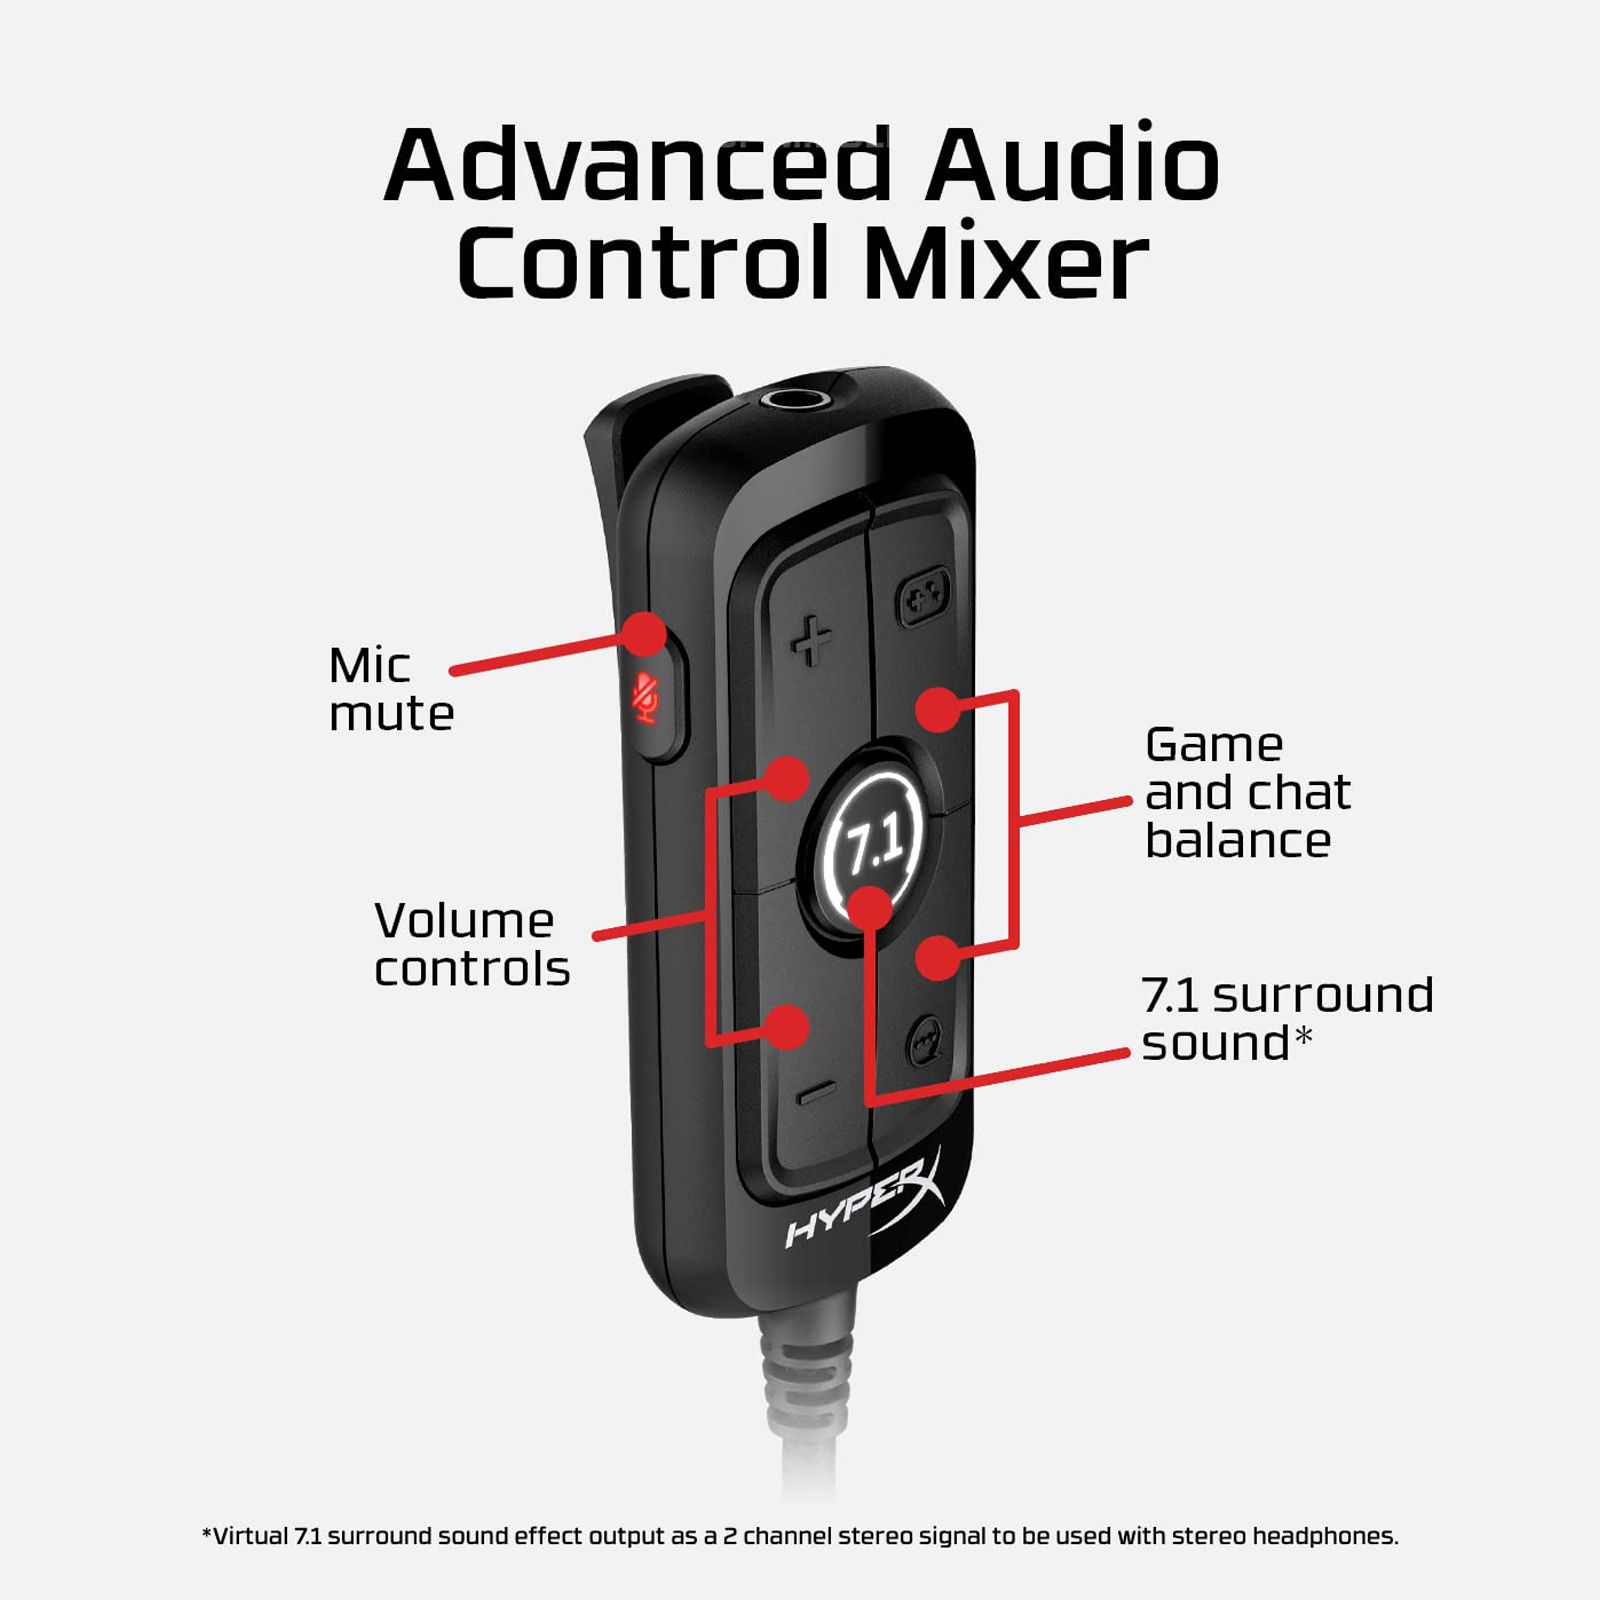 Advanced Audio
Control Mixer
Mic
mute
Game
and chat
balance
7.1
Volume
controls
7.1 surround
sound*
HYPERX
*Virtual 7.1 surround sound effect output as a 2 channel stereo signal to be used with stereo headphones.